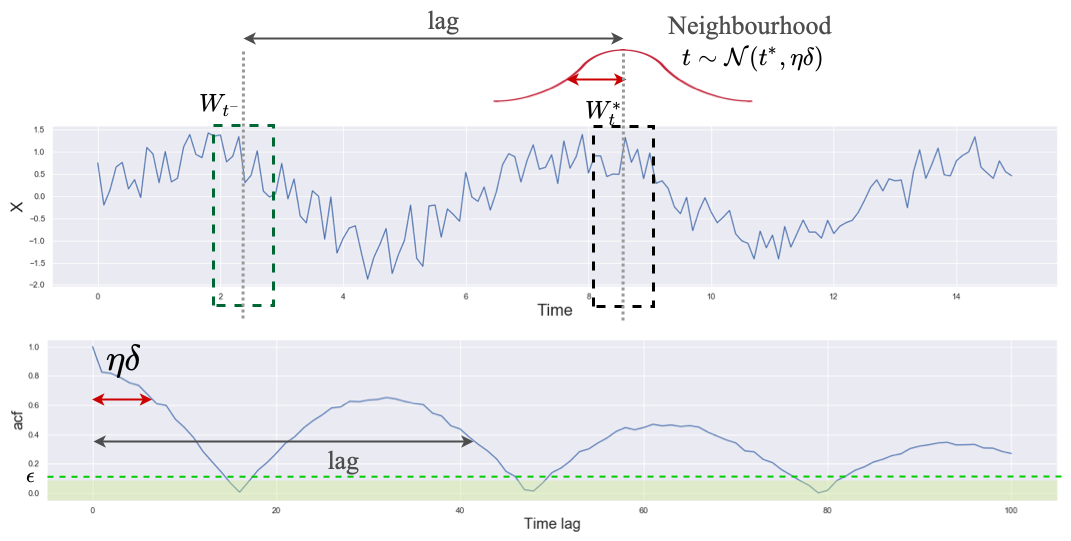 lag
Neighbourhood
t ∼ 𝒩(t*, ηδ)
W_{t⁻}
W_t^*
1.5
1.0
0.5
0.0
−0.5
−1.0
−1.5
−2.0
X
0 2 4 6 8 10 12 14
Time
1.0
0.8
0.6
0.4
0.2
0.0
acf
ηδ
lag
ϵ
0 20 40 60 80 100
Time lag